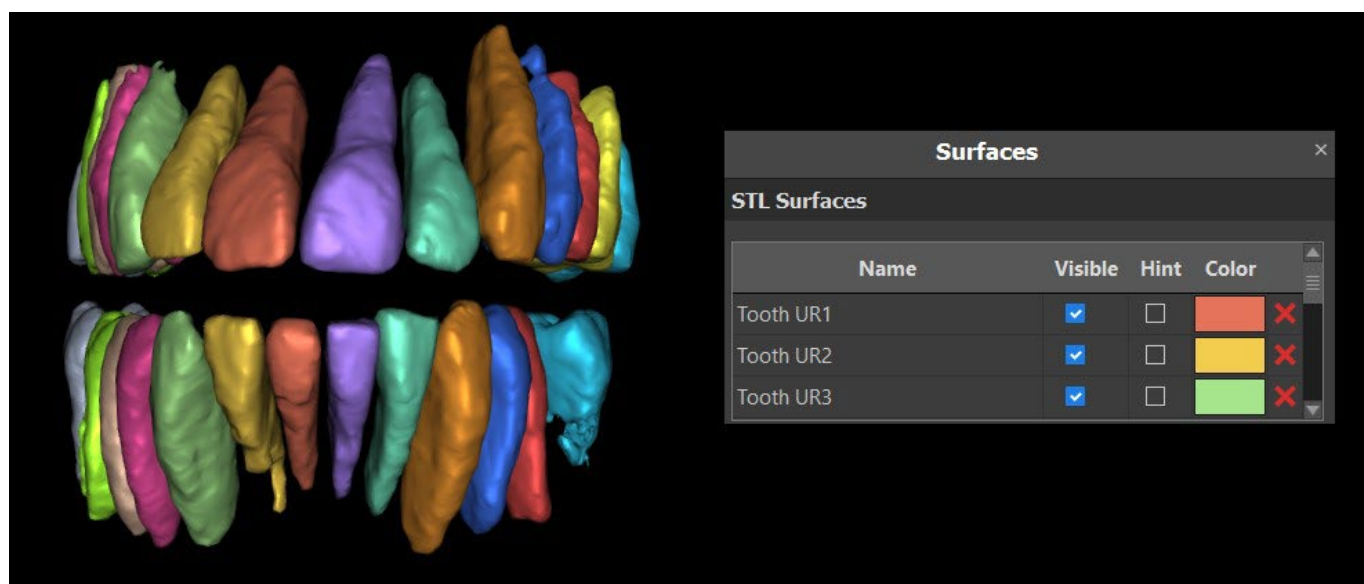 Surfaces ×
STL Surfaces
Name Visible Hint Color
Tooth UR1
Tooth UR2
Tooth UR3